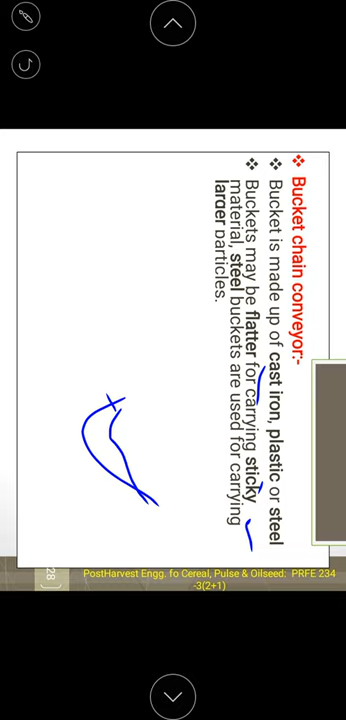 ❖ Bucket chain conveyor:-
❖ Bucket is made up of cast iron, plastic or steel
❖ Buckets may be flatter for carrying sticky
material, steel buckets are used for carrying
larger particles.
PostHarvest Engg. fo Cereal, Pulse & Oilseed: PRFE 234
-3(2+1)
28